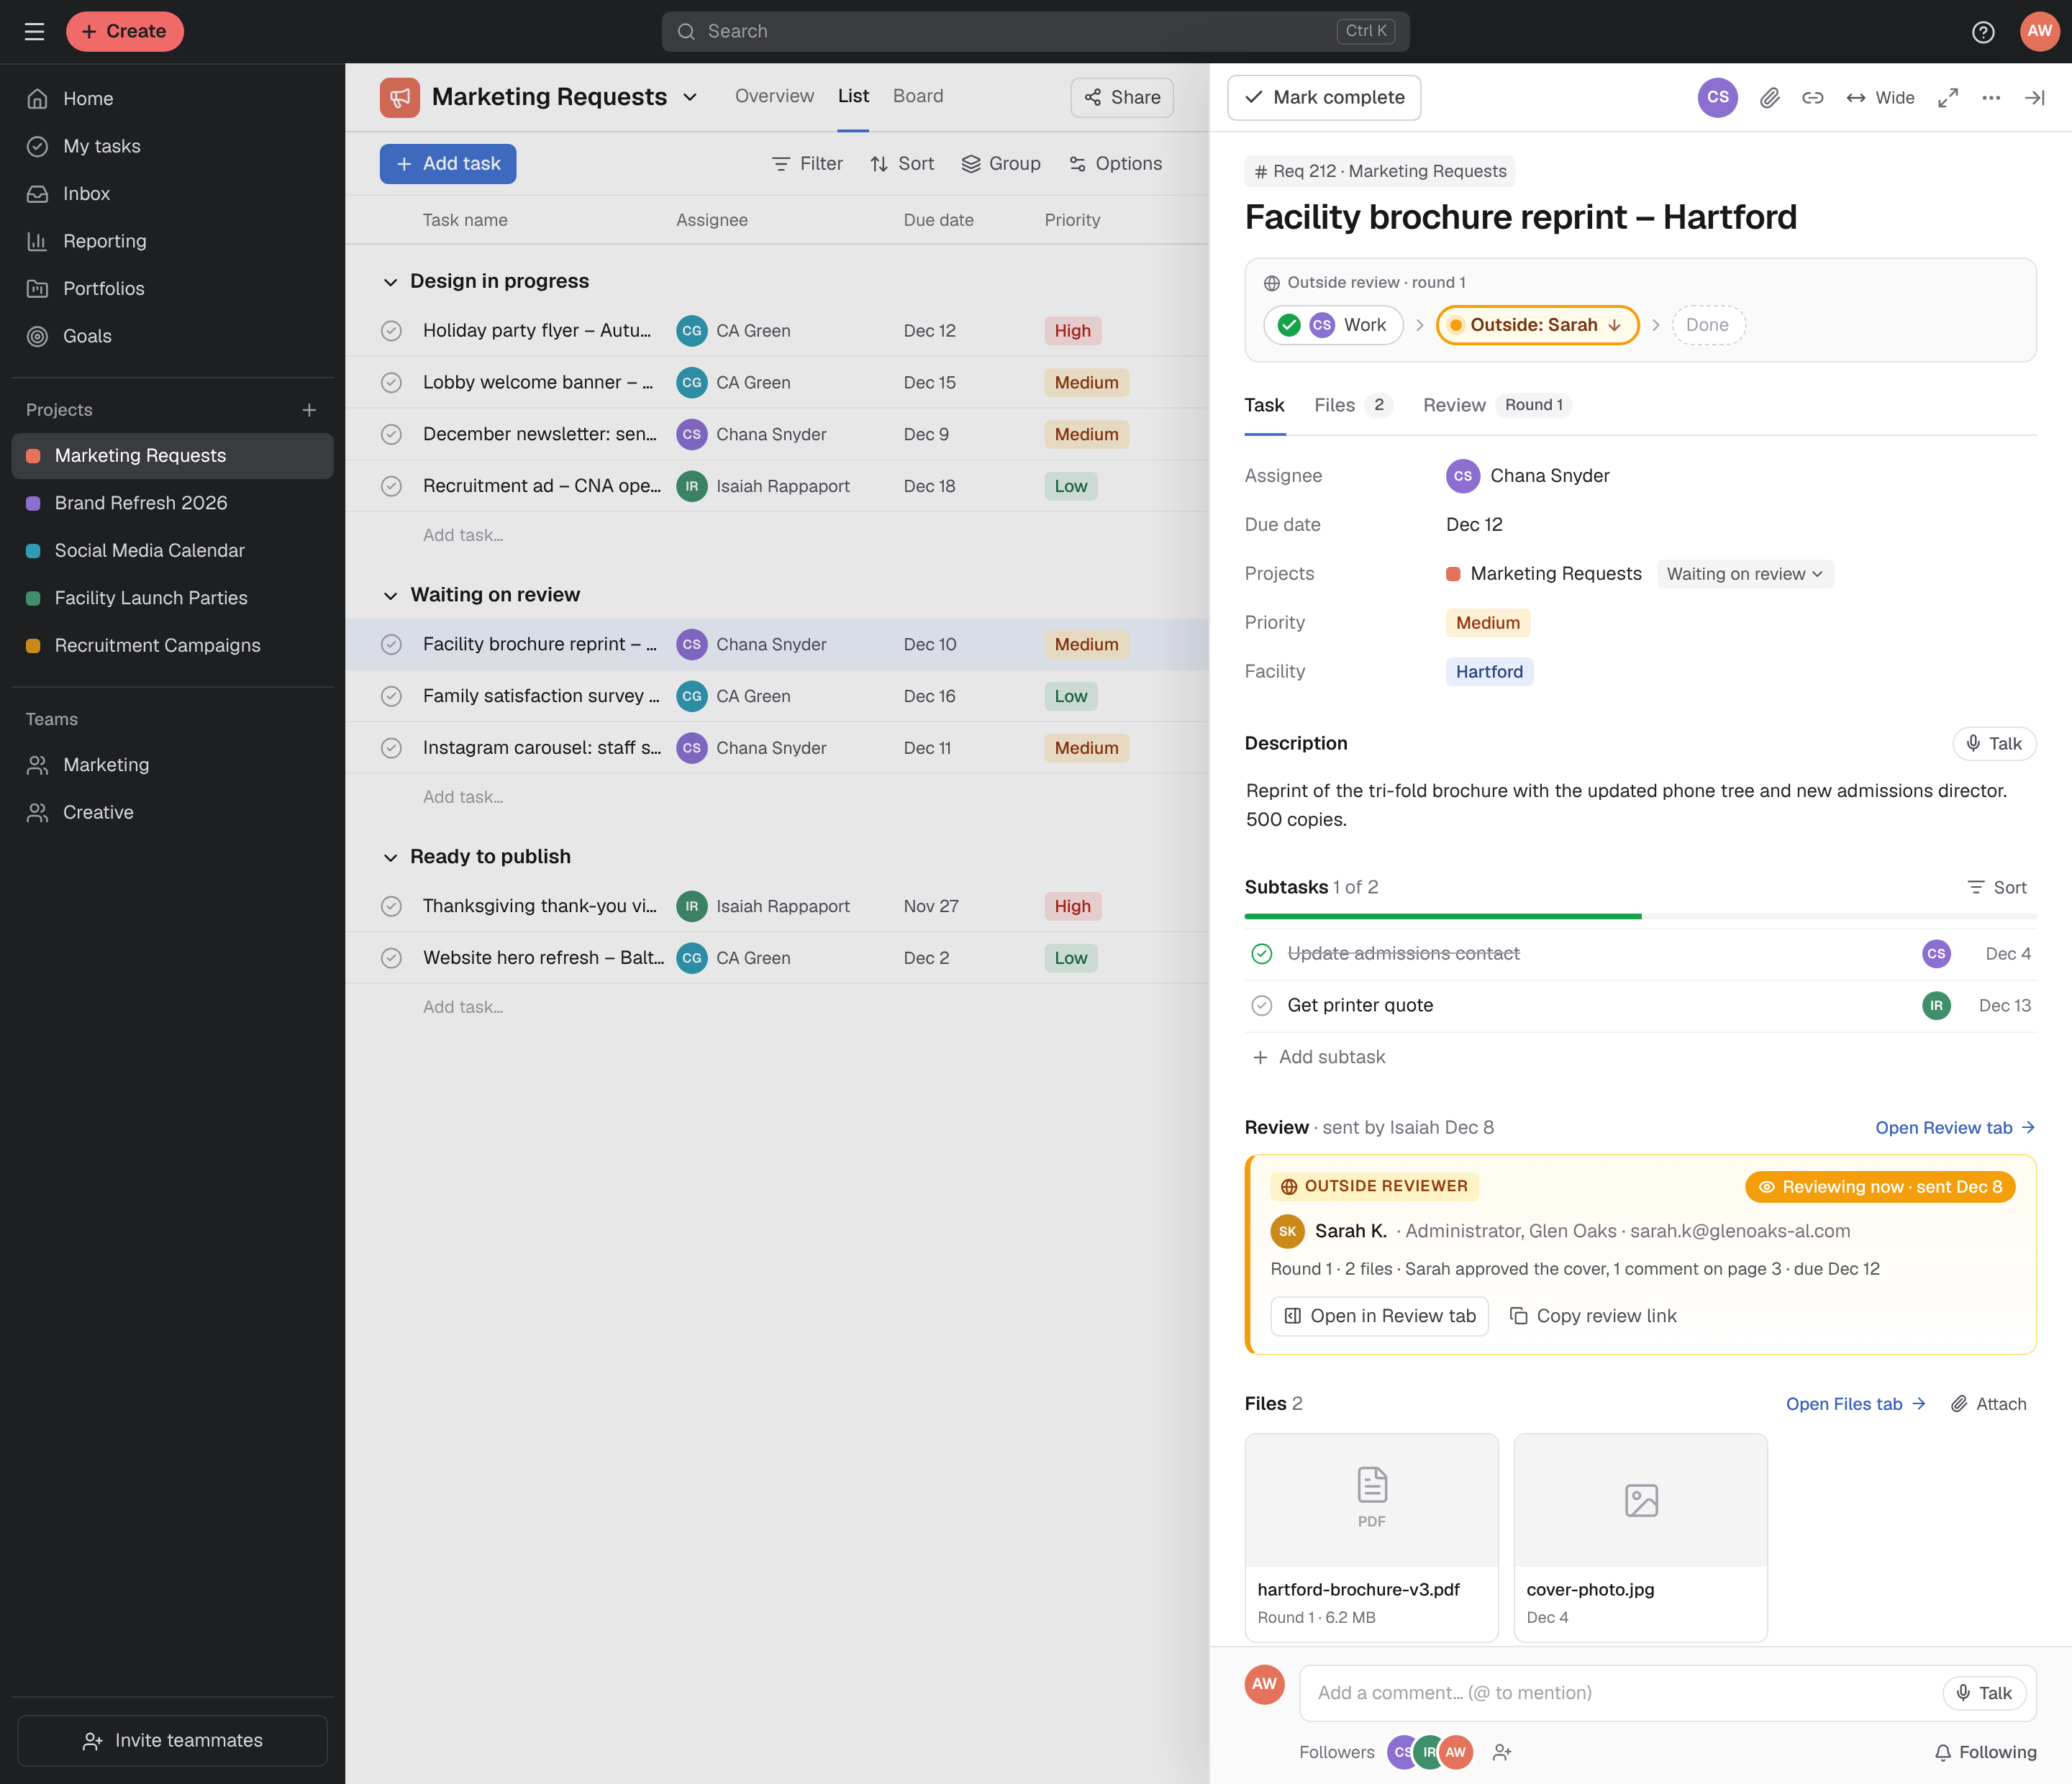 Create
Search
Ctrl K
AW
Home
My tasks
Inbox
Reporting
Portfolios
Goals
Projects
Marketing Requests
Brand Refresh 2026
Social Media Calendar
Facility Launch Parties
Recruitment Campaigns
Teams
Marketing
Creative
Invite teammates
Marketing Requests
Overview List Board
Share
Add task
Filter Sort Group Options
Task name Assignee Due date Priority
Design in progress
Holiday party flyer – Autu... CG CA Green Dec 12 High
Lobby welcome banner – ... CG CA Green Dec 15 Medium
December newsletter: sen... CS Chana Snyder Dec 9 Medium
Recruitment ad – CNA ope... IR Isaiah Rappaport Dec 18 Low
Add task...
Waiting on review
Facility brochure reprint – ... CS Chana Snyder Dec 10 Medium
Family satisfaction survey ... CG CA Green Dec 16 Low
Instagram carousel: staff s... CS Chana Snyder Dec 11 Medium
Add task...
Ready to publish
Thanksgiving thank-you vi... IR Isaiah Rappaport Nov 27 High
Website hero refresh – Balt... CG CA Green Dec 2 Low
Add task...
Mark complete
CS
Wide
# Req 212 · Marketing Requests
Facility brochure reprint – Hartford
Outside review · round 1
CS Work
Outside: Sarah
Done
Task Files 2 Review Round 1
Assignee CS Chana Snyder
Due date Dec 12
Projects Marketing Requests Waiting on review
Priority Medium
Facility Hartford
Description
Talk
Reprint of the tri-fold brochure with the updated phone tree and new admissions director.
500 copies.
Subtasks 1 of 2
Sort
Update admissions contact CS Dec 4
Get printer quote IR Dec 13
Add subtask
Review · sent by Isaiah Dec 8
Open Review tab
OUTSIDE REVIEWER
Reviewing now · sent Dec 8
SK Sarah K. · Administrator, Glen Oaks · sarah.k@glenoaks-al.com
Round 1 · 2 files · Sarah approved the cover, 1 comment on page 3 · due Dec 12
Open in Review tab
Copy review link
Files 2
Open Files tab
Attach
PDF
hartford-brochure-v3.pdf
Round 1 · 6.2 MB
cover-photo.jpg
Dec 4
AW
Add a comment... (@ to mention)
Talk
Followers CS IR AW
Following